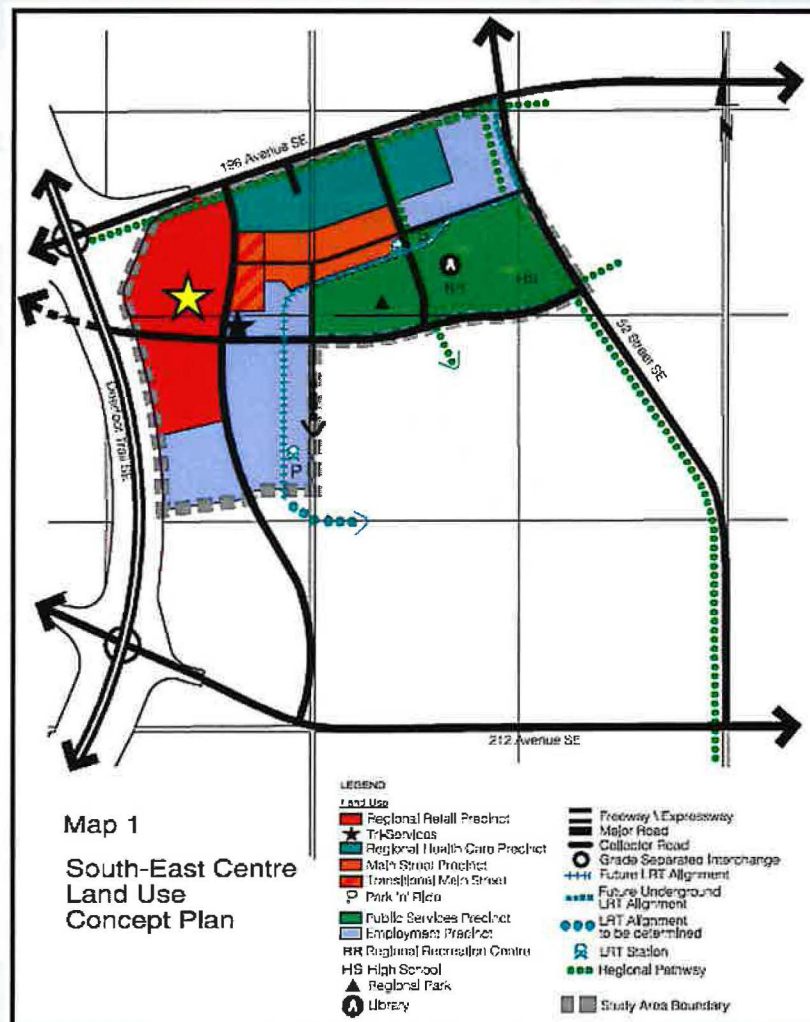 196 Avenue SE
RR
HS
52 Street SE
Deerfoot Trail SE
P
212 Avenue SE
Map 1
South-East Centre
Land Use
Concept Plan
LEGEND
Land Use
Regional Retail Precinct
Tri-Services
Regional Health Care Precinct
Main Street Precinct
Transitional Main Street
P Park 'n' Ride
Public Services Precinct
Employment Precinct
RR Regional Recreation Centre
HS High School
Regional Park
Library
Freeway \ Expressway
Major Road
Collector Road
Grade Separated Interchange
Future LRT Alignment
Future Underground
LRT Alignment
LRT Alignment
to be determined
LRT Station
Regional Pathway
Study Area Boundary